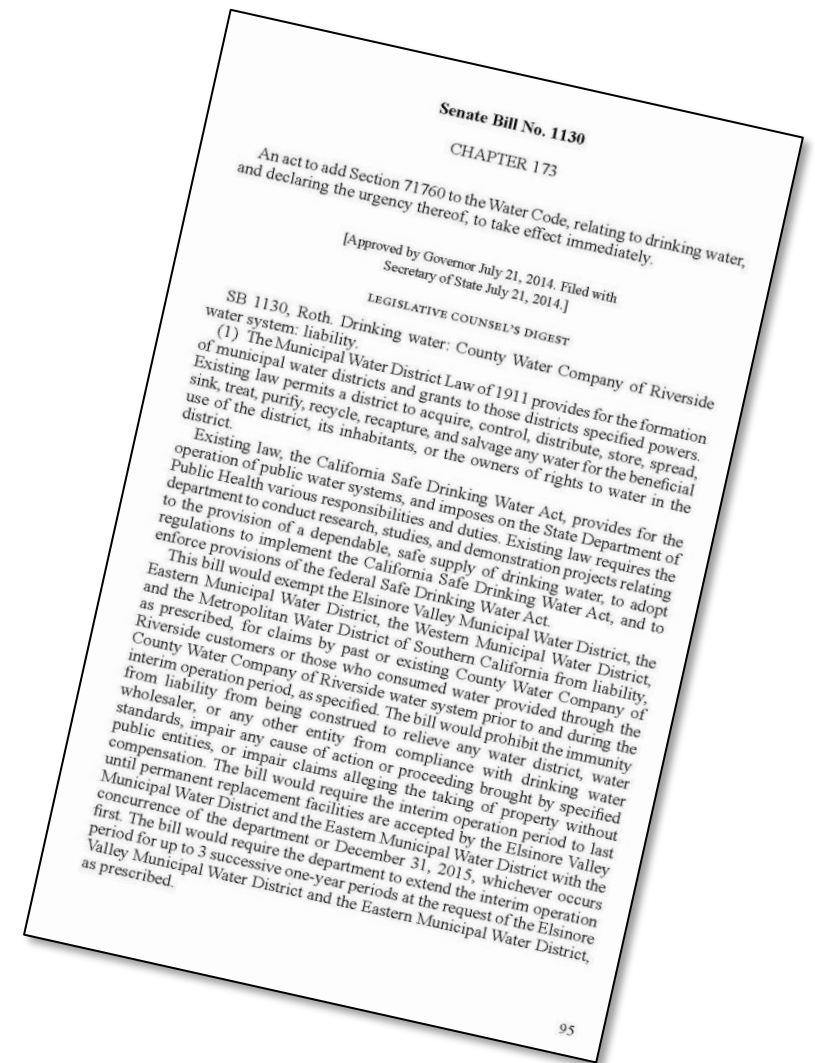 Senate Bill No. 1130
CHAPTER 173
An act to add Section 71760 to the Water Code, relating to drinking water,
and declaring the urgency thereof, to take effect immediately.
[Approved by Governor July 21, 2014. Filed with
Secretary of State July 21, 2014.]
LEGISLATIVE COUNSEL'S DIGEST
SB 1130, Roth. Drinking water: County Water Company of Riverside
water system: liability.
(1) The Municipal Water District Law of 1911 provides for the formation
of municipal water districts and grants to those districts specified powers.
Existing law permits a district to acquire, control, distribute, store, spread,
sink, treat, purify, recycle, recapture, and salvage any water for the beneficial
use of the district, its inhabitants, or the owners of rights to water in the
district.
Existing law, the California Safe Drinking Water Act, provides for the
operation of public water systems, and imposes on the State Department of
Public Health various responsibilities and duties. Existing law requires the
department to conduct research, studies, and demonstration projects relating
to the provision of a dependable, safe supply of drinking water, to adopt
regulations to implement the California Safe Drinking Water Act, and to
enforce provisions of the federal Safe Drinking Water Act.
This bill would exempt the Elsinore Valley Municipal Water District, the
Eastern Municipal Water District, the Western Municipal Water District,
and the Metropolitan Water District of Southern California from liability,
as prescribed, for claims by past or existing County Water Company of
Riverside customers or those who consumed water provided through the
County Water Company of Riverside water system prior to and during the
interim operation period, as specified. The bill would prohibit the immunity
from liability from being construed to relieve any water district, water
wholesaler, or any other entity from compliance with drinking water
standards, impair any cause of action or proceeding brought by specified
public entities, or impair claims alleging the taking of property without
compensation. The bill would require the interim operation period to last
until permanent replacement facilities are accepted by the Elsinore Valley
Municipal Water District and the Eastern Municipal Water District with the
concurrence of the department or December 31, 2015, whichever occurs
first. The bill would require the department to extend the interim operation
period for up to 3 successive one-year periods at the request of the Elsinore
Valley Municipal Water District and the Eastern Municipal Water District,
as prescribed.
95